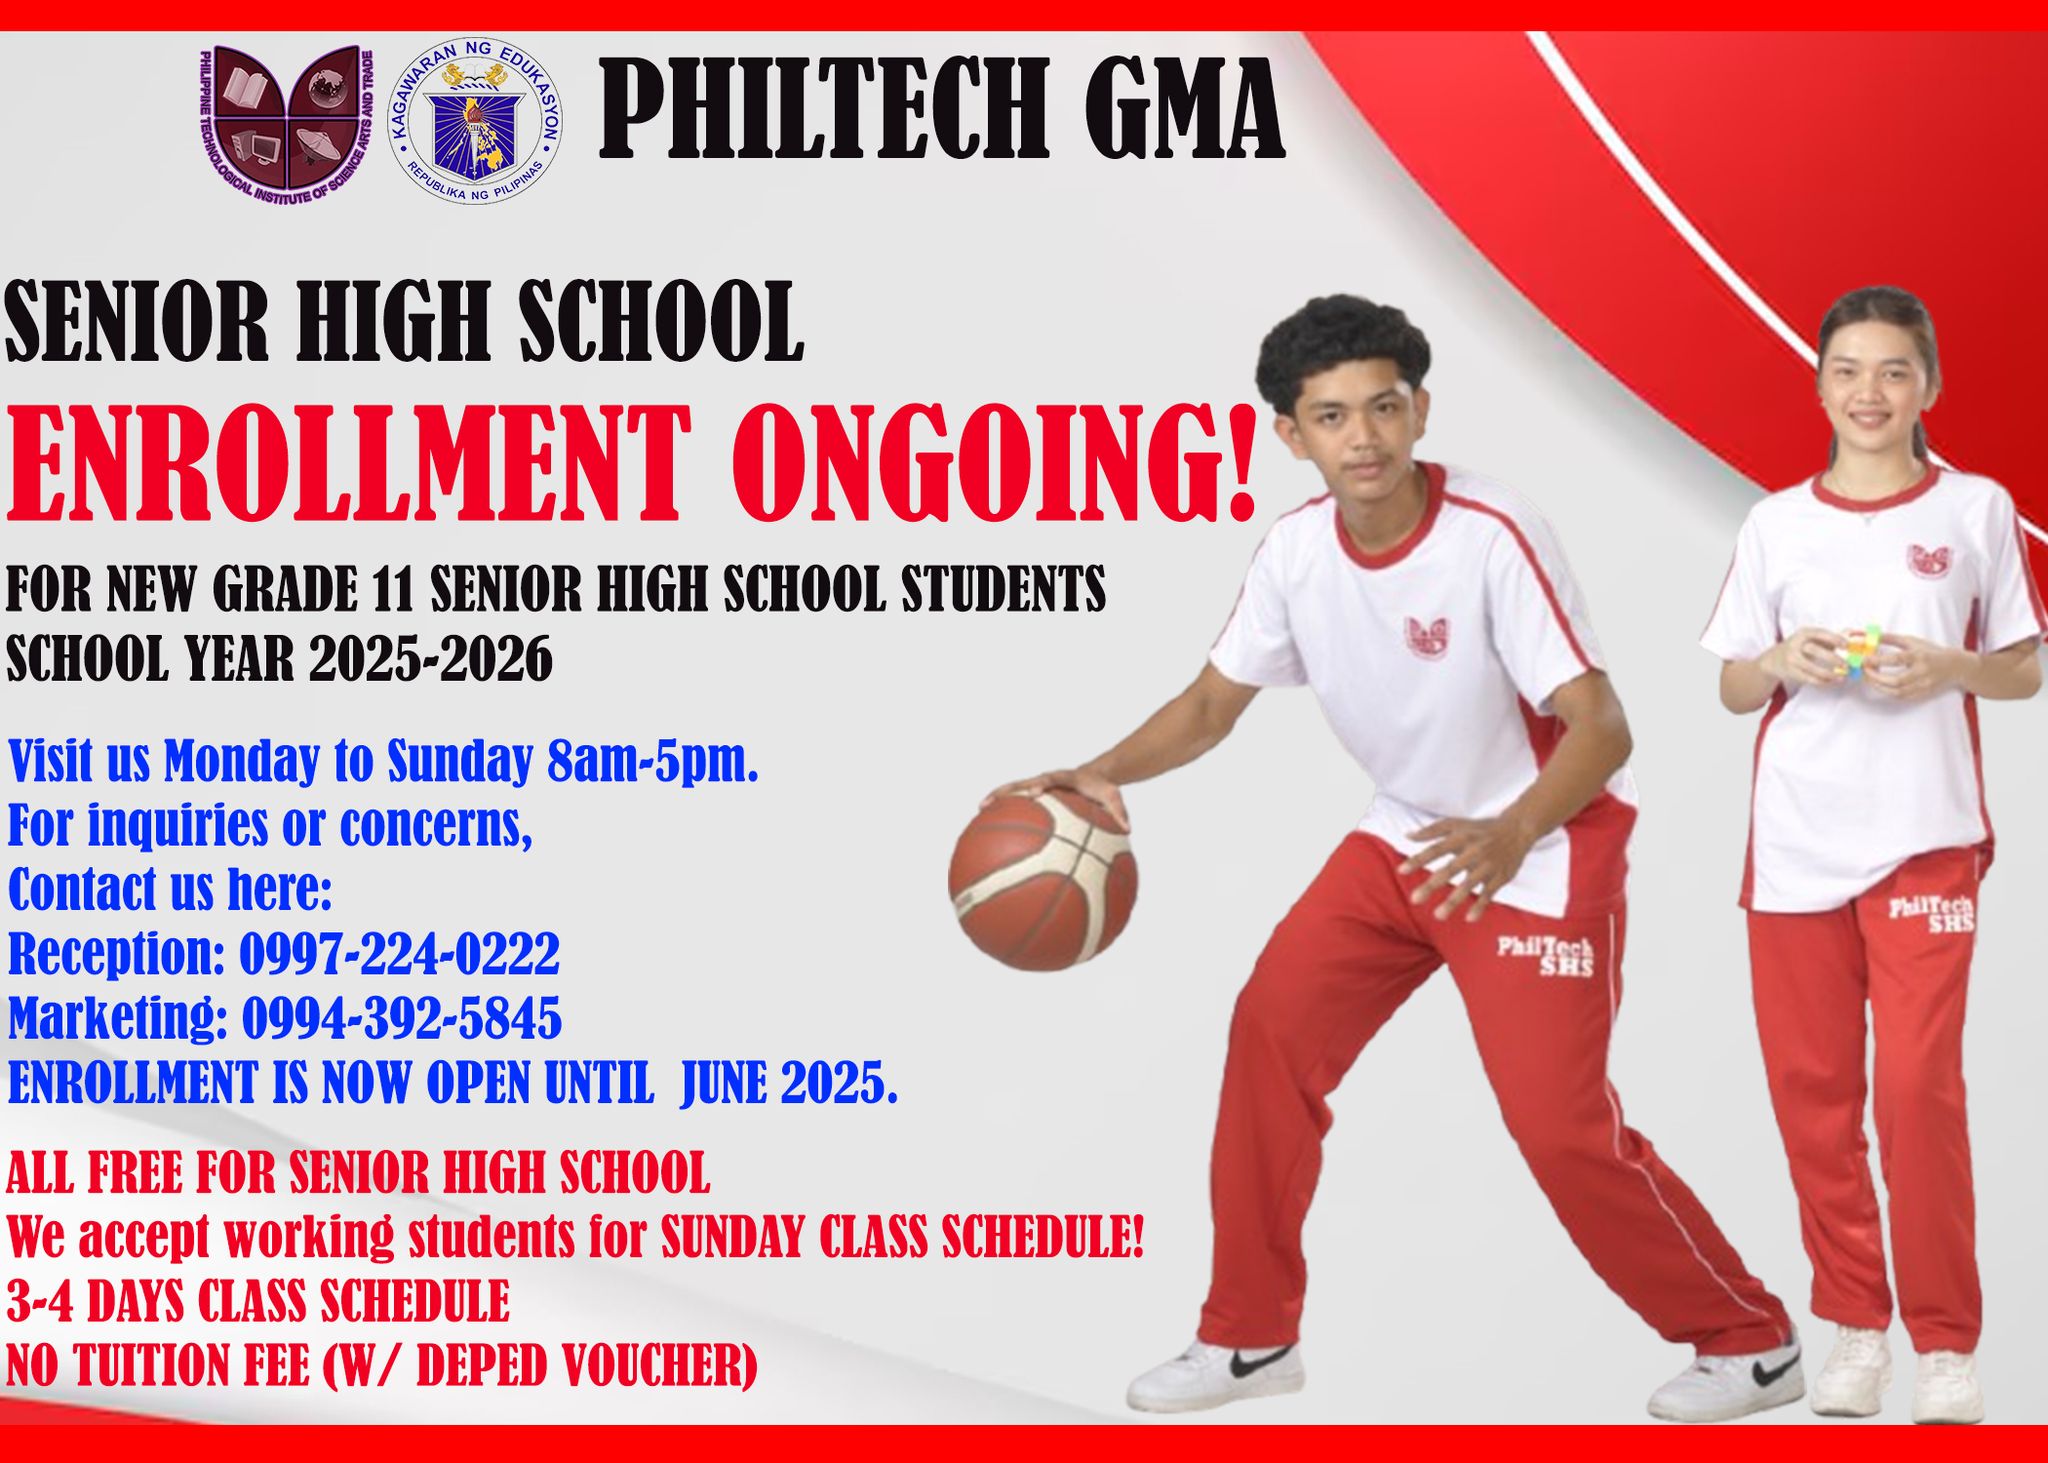 PHILIPPINE TECHNOLOGICAL INSTITUTE OF SCIENCE ARTS AND TRADE
KAGAWARAN NG EDUKASYON
REPUBLIKA NG PILIPINAS
PHILTECH GMA
SENIOR HIGH SCHOOL
ENROLLMENT ONGOING!
FOR NEW GRADE 11 SENIOR HIGH SCHOOL STUDENTS
SCHOOL YEAR 2025-2026
Visit us Monday to Sunday 8am-5pm.
For inquiries or concerns,
Contact us here:
Reception: 0997-224-0222
Marketing: 0994-392-5845
ENROLLMENT IS NOW OPEN UNTIL JUNE 2025.
ALL FREE FOR SENIOR HIGH SCHOOL
We accept working students for SUNDAY CLASS SCHEDULE!
3-4 DAYS CLASS SCHEDULE
NO TUITION FEE (W/ DEPED VOUCHER)
PhilTech
SHS
PhilTech
SHS